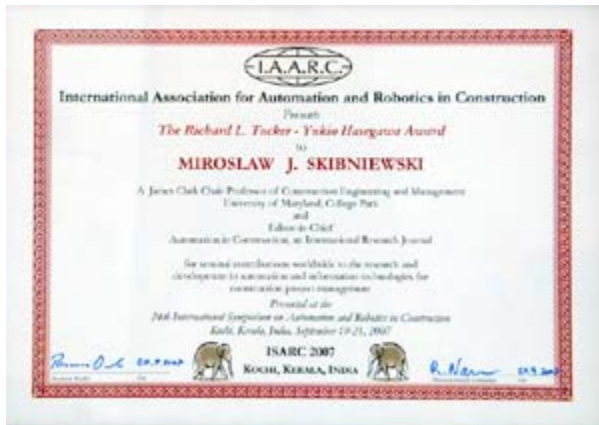 I.A.A.R.C.
International Association for Automation and Robotics in Construction
Presents
The Richard L. Tucker - Yukio Hasegawa Award
to
MIROSLAW J. SKIBNIEWSKI
A. James Clark Chair Professor of Construction Engineering and Management
University of Maryland, College Park
and
Editor-in-Chief
Automation in Construction, an International Research Journal
for seminal contributions worldwide to the research and
development in automation and information technologies for
construction project management
Presented at the
24th International Symposium on Automation and Robotics in Construction
Kochi, Kerala, India, September 19-21, 2007
ISARC 2007
KOCHI, KERALA, INDIA